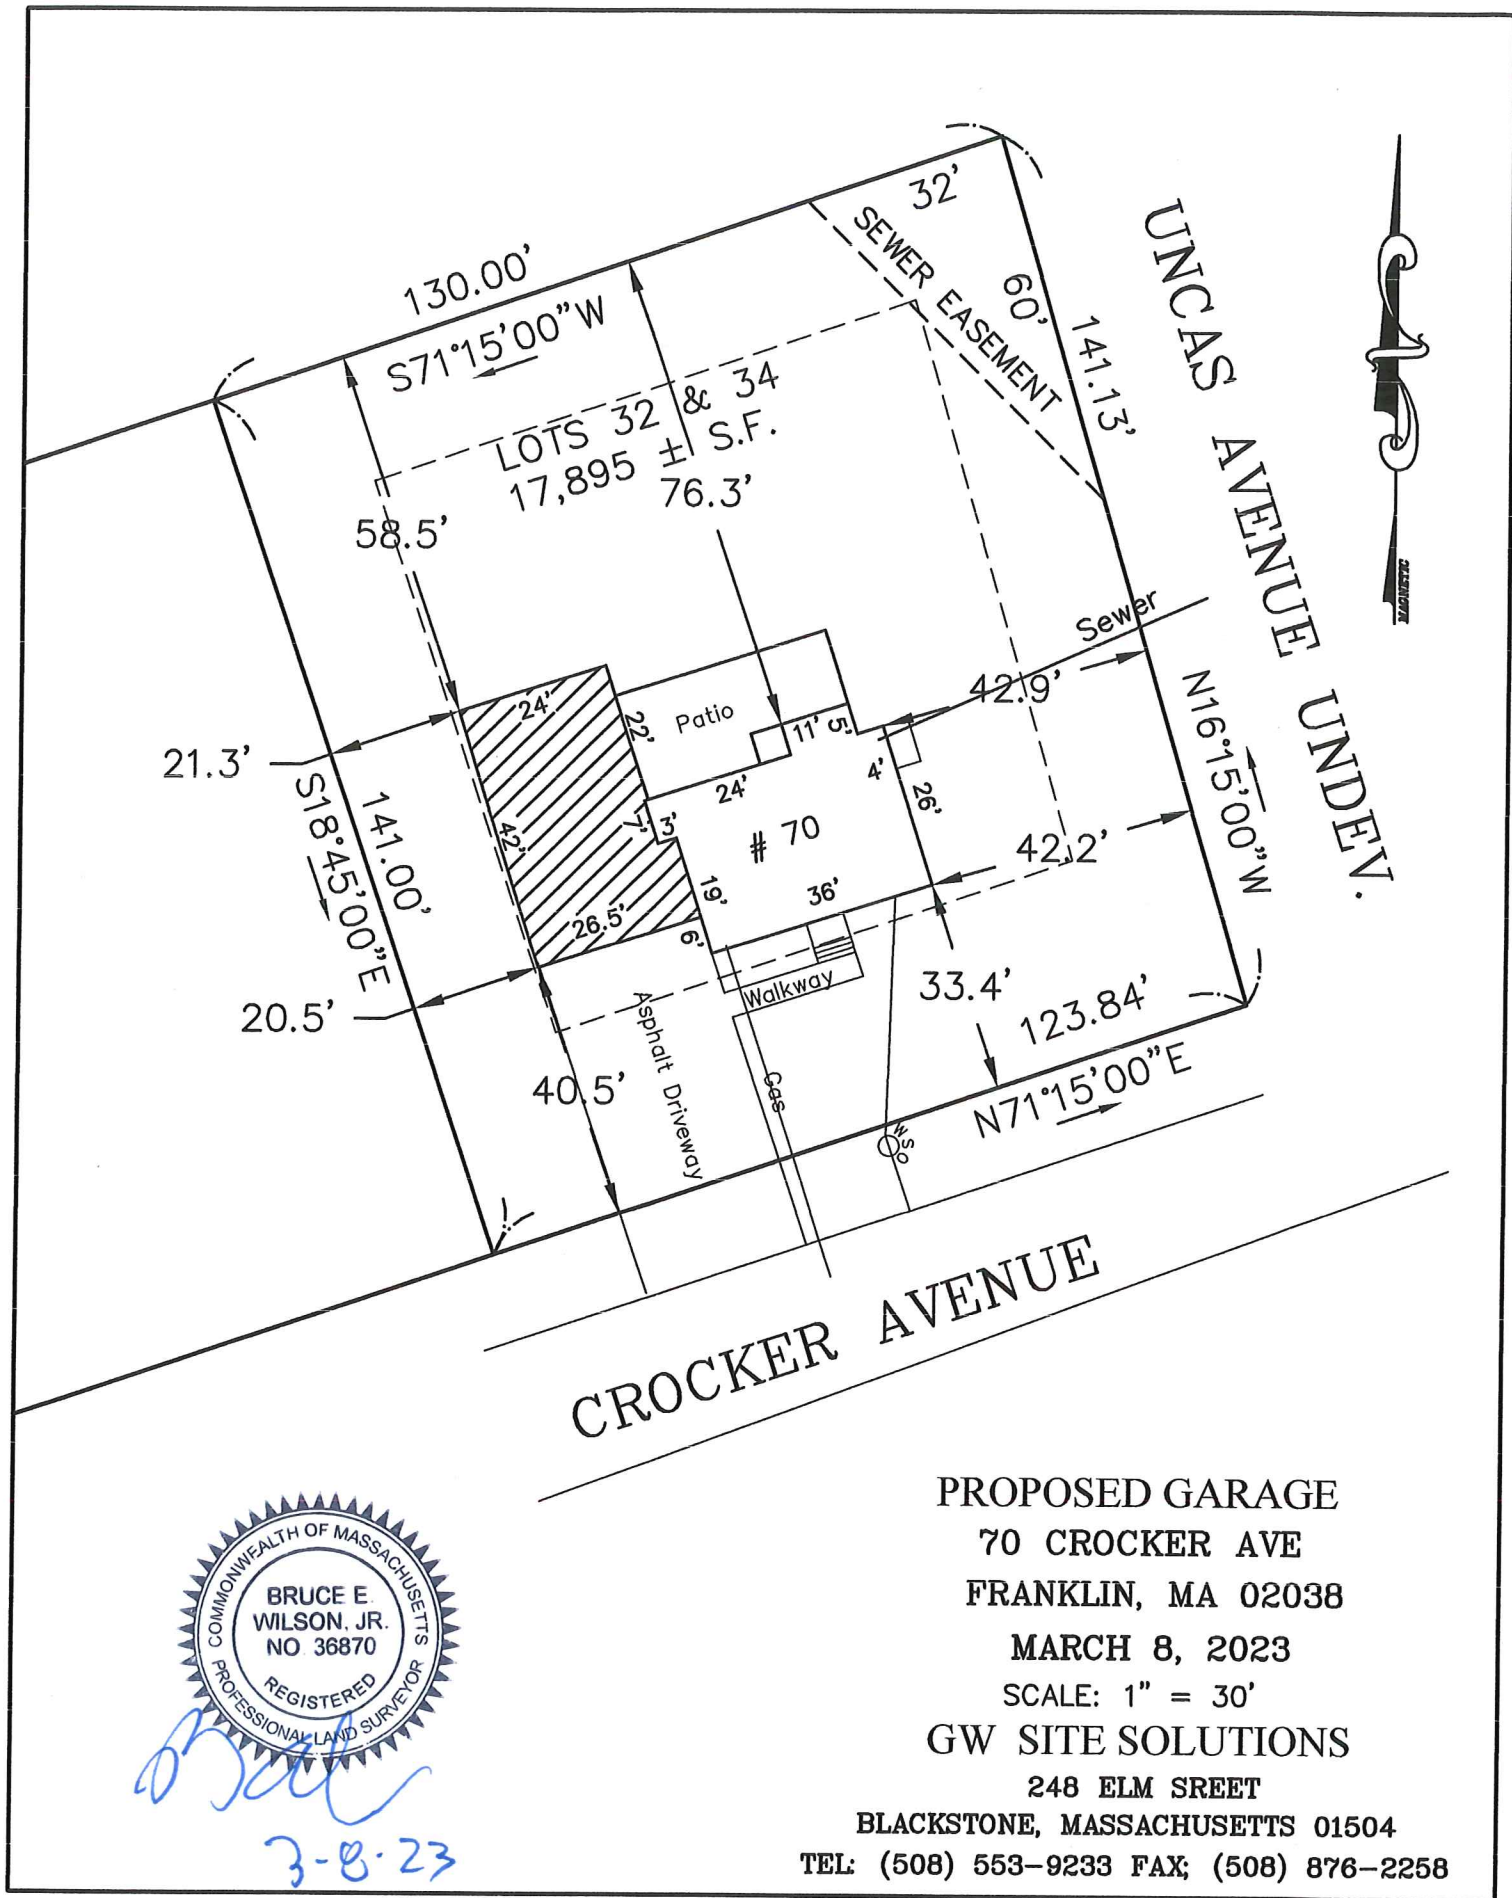 32'
130.00'
S71°15'00"W
SEWER EASEMENT
60'
141.13'
UNCAS AVENUE UNDEV.
MAGNETIC
LOTS 32 & 34
17,895 ± S.F.
76.3'
58.5'
Sewer
42.9'
N16°15'00"W
24'
22'
Patio
11'
5'
21.3'
4'
26'
24'
S18°45'00"E
141.00'
42'
7'
3'
# 70
42.2'
19'
36'
26.5'
6'
20.5'
Walkway
33.4'
123.84'
Asphalt Driveway
40.5'
Gas
N71°15'00"E
WSO
CROCKER AVENUE
COMMONWEALTH OF MASSACHUSETTS
BRUCE E.
WILSON, JR.
NO. 36870
REGISTERED
PROFESSIONAL LAND SURVEYOR
3-8-23
PROPOSED GARAGE
70 CROCKER AVE
FRANKLIN, MA 02038
MARCH 8, 2023
SCALE: 1" = 30'
GW SITE SOLUTIONS
248 ELM SREET
BLACKSTONE, MASSACHUSETTS 01504
TEL: (508) 553-9233 FAX; (508) 876-2258